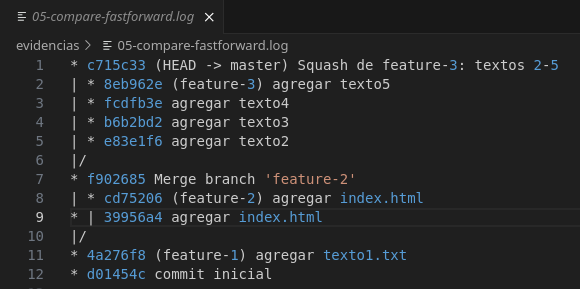 05-compare-fastforward.log
evidencias > 05-compare-fastforward.log
1 * c715c33 (HEAD -> master) Squash de feature-3: textos 2-5
2 | * 8eb962e (feature-3) agregar texto5
3 | * fcdfb3e agregar texto4
4 | * b6b2bd2 agregar texto3
5 | * e83e1f6 agregar texto2
6 |/
7 * f902685 Merge branch 'feature-2'
8 | * cd75206 (feature-2) agregar index.html
9 * | 39956a4 agregar index.html
10 |/
11 * 4a276f8 (feature-1) agregar texto1.txt
12 * d01454c commit inicial